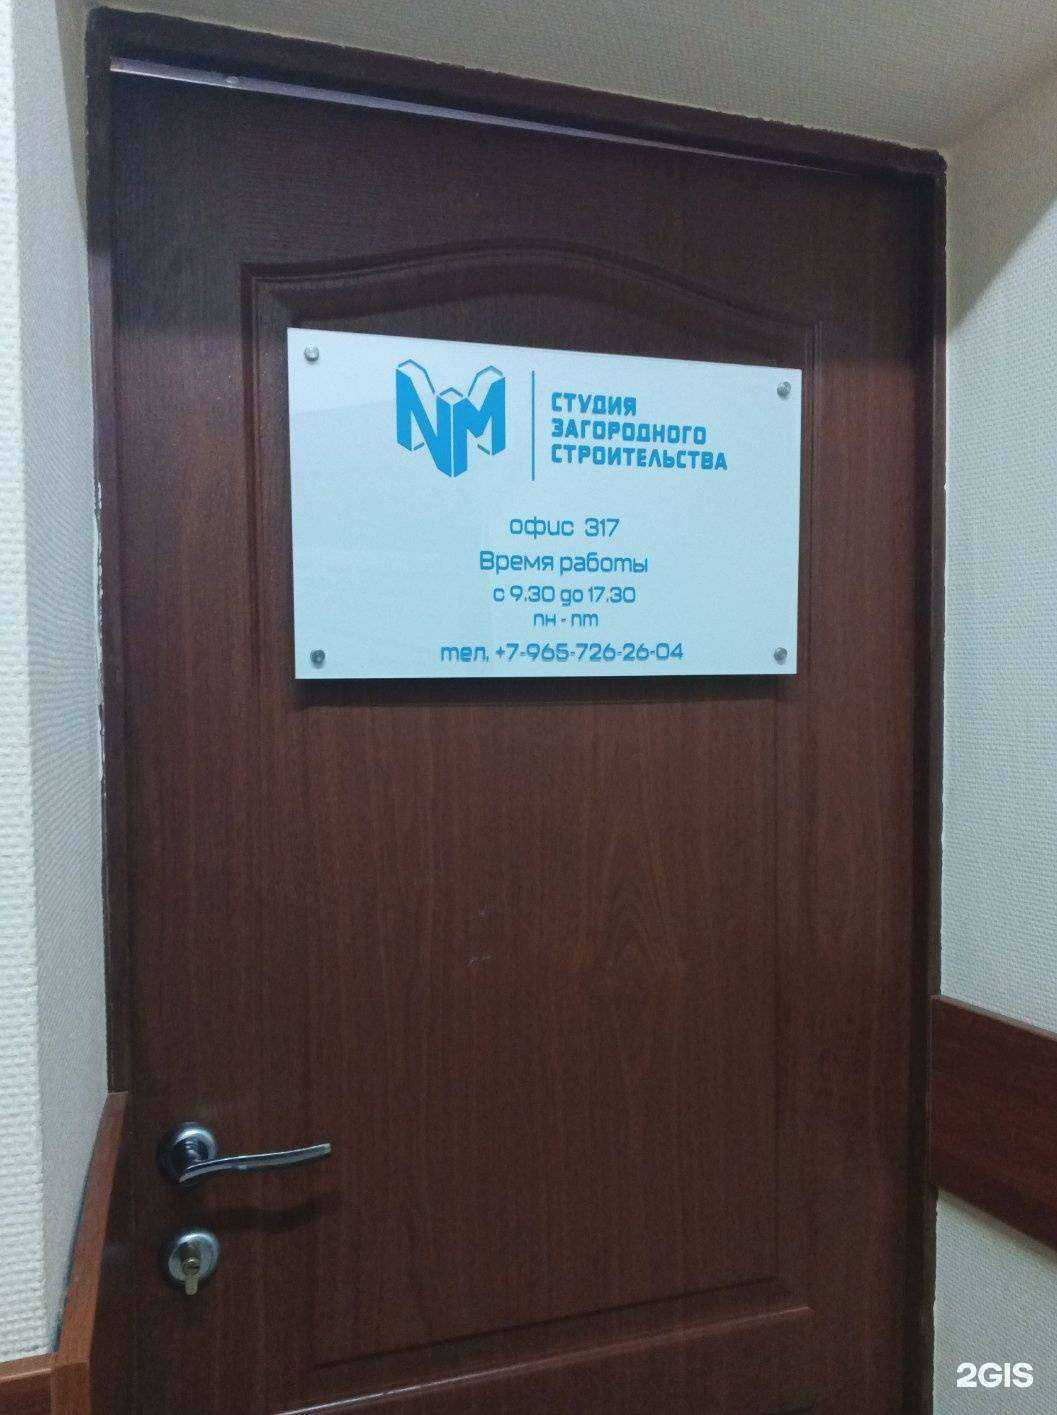 NM
СТУДИЯ
ЗАГОРОДНОГО
СТРОИТЕЛЬСТВА
офис 317
Время работы
с 9.30 до 17.30
пн - пт
тел. +7-965-726-26-04
2GIS